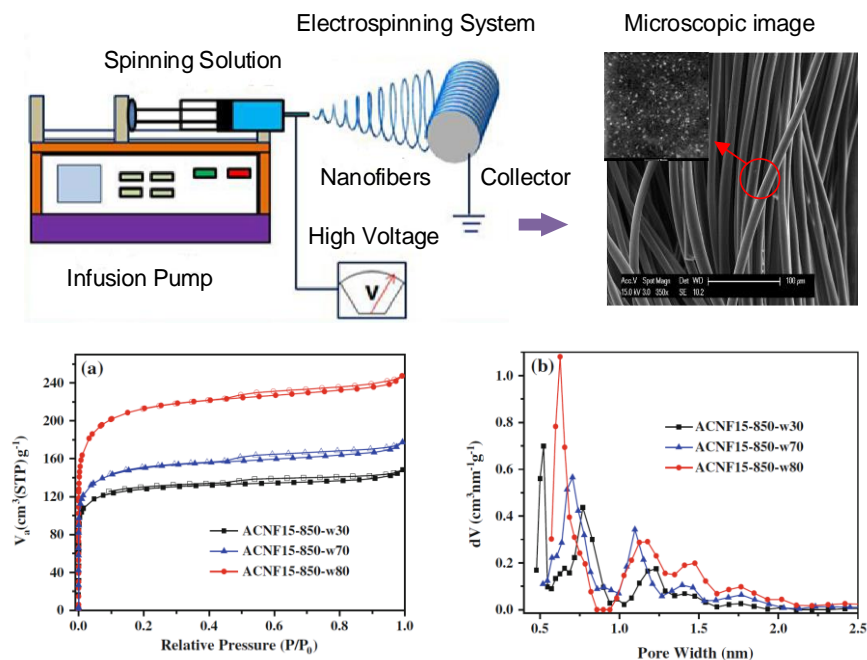 Electrospinning System
Microscopic image
Spinning Solution
Nanofibers
Collector
High Voltage
Infusion Pump
V
Acc.V Spot Magn Det WD
15.0 kV 3.0 350x SE 10.2
100 μm
(a)
240
200
160
120
80
40
0
Va(cm³(STP)g⁻¹)
ACNF15-850-w30
ACNF15-850-w70
ACNF15-850-w80
0.0 0.2 0.4 0.6 0.8 1.0
Relative Pressure (P/P₀)
(b)
1.0
0.8
0.6
0.4
0.2
0.0
dV (cm³nm⁻¹g⁻¹)
ACNF15-850-w30
ACNF15-850-w70
ACNF15-850-w80
0.5 1.0 1.5 2.0 2.5
Pore Width (nm)